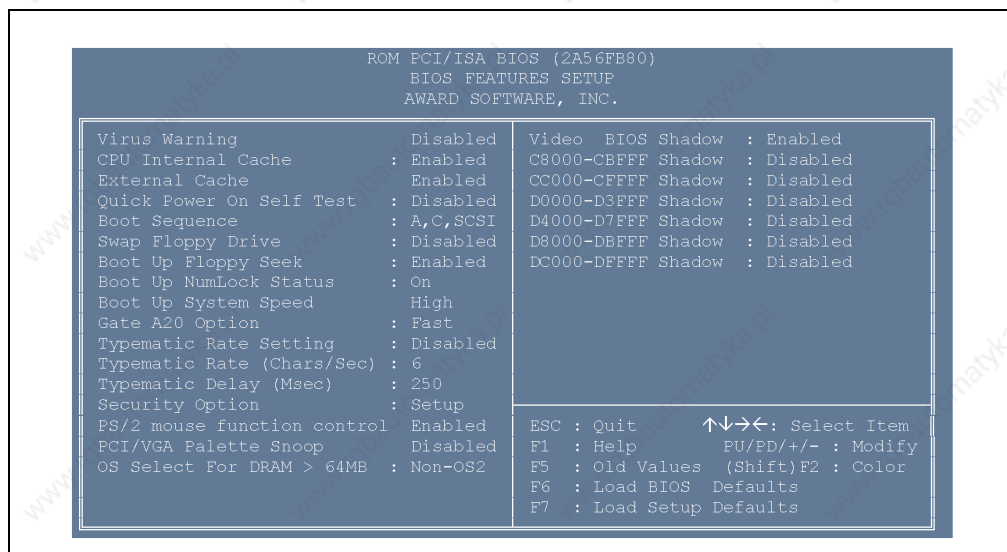 ROM PCI/ISA BIOS (2A56FB80)
BIOS FEATURES SETUP
AWARD SOFTWARE, INC.
Virus Warning Disabled
CPU Internal Cache : Enabled
External Cache Enabled
Quick Power On Self Test : Disabled
Boot Sequence : A,C,SCSI
Swap Floppy Drive : Disabled
Boot Up Floppy Seek : Enabled
Boot Up NumLock Status : On
Boot Up System Speed High
Gate A20 Option : Fast
Typematic Rate Setting : Disabled
Typematic Rate (Chars/Sec) : 6
Typematic Delay (Msec) : 250
Security Option : Setup
PS/2 mouse function control Enabled
PCI/VGA Palette Snoop Disabled
OS Select For DRAM > 64MB : Non-OS2
Video BIOS Shadow : Enabled
C8000-CBFFF Shadow : Disabled
CC000-CFFFF Shadow : Disabled
D0000-D3FFF Shadow : Disabled
D4000-D7FFF Shadow : Disabled
D8000-DBFFF Shadow : Disabled
DC000-DFFFF Shadow : Disabled
ESC : Quit ↑↓→←: Select Item
F1 : Help PU/PD/+/- : Modify
F5 : Old Values (Shift)F2 : Color
F6 : Load BIOS Defaults
F7 : Load Setup Defaults
www.rgbautomatyka.pl